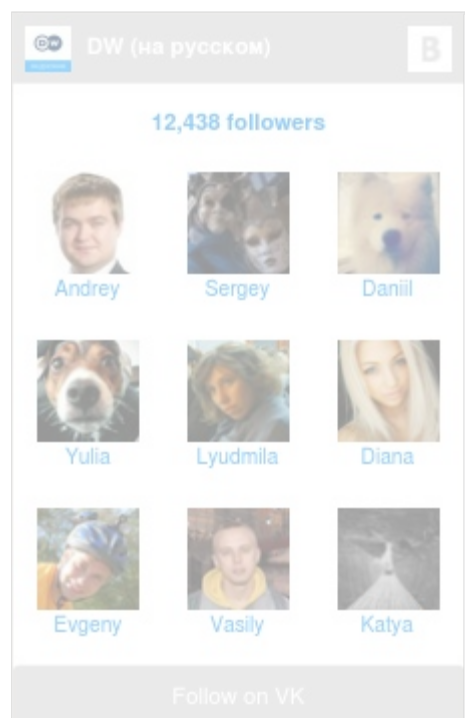 DW (на русском)
B
12,438 followers
Andrey Sergey Daniil
Yulia Lyudmila Diana
Evgeny Vasily Katya
Follow on VK